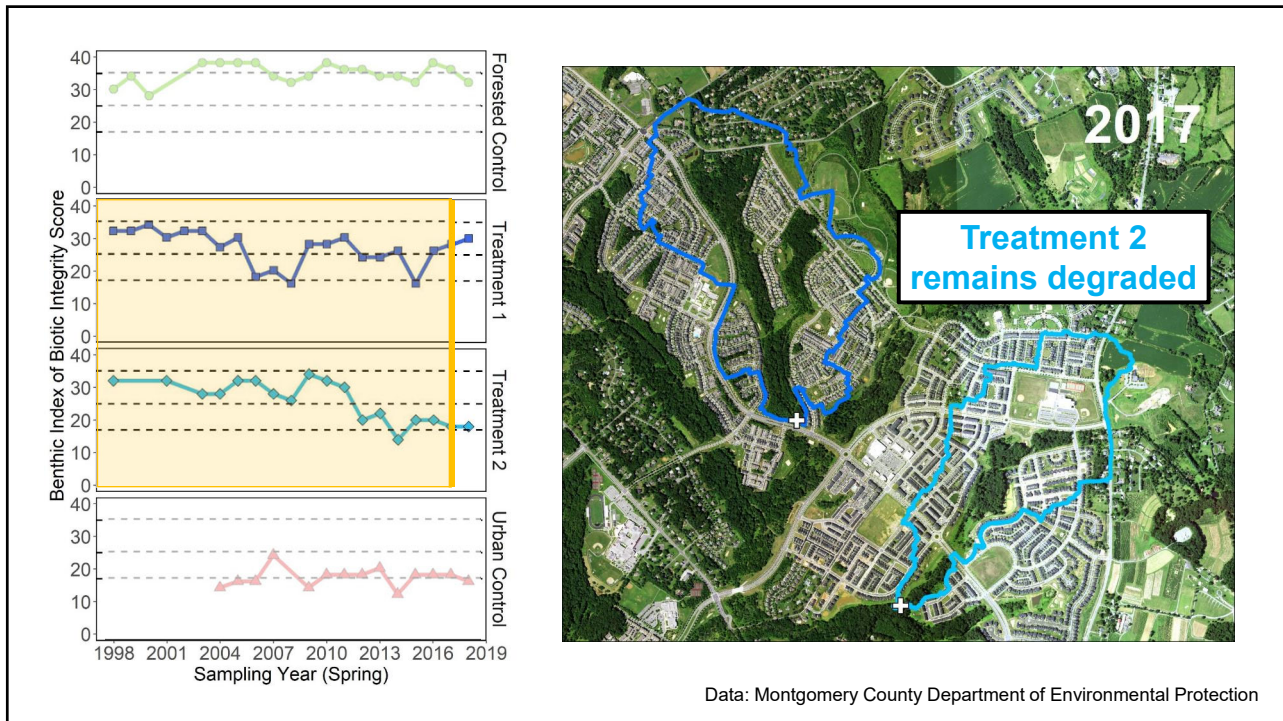 Benthic Index of Biotic Integrity Score
40
30
20
10
0
Forested Control
40
30
20
10
0
Treatment 1
40
30
20
10
0
Treatment 2
40
30
20
10
0
Urban Control
1998 2001 2004 2007 2010 2013 2016 2019
Sampling Year (Spring)
2017
Treatment 2
remains degraded
Data: Montgomery County Department of Environmental Protection